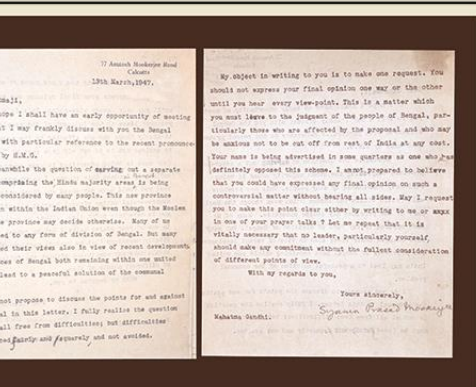 77 Asutosh Mookerjee Road
Calcutta
19th March, 1947.
I shall have an early opportunity of meeting
I may frankly discuss with you the Bengal
with particular reference to the recent pronounce-
by H.M.G.
the question of carving out a separate
comprising the Hindu majority areas is being
considered by many people. This new province
within the Indian Union even though the Moslem
province may decide otherwise. Many of us
to any form of division of Bengal. But many
their views also in view of recent developments
of Bengal both remaining within one united
lead to a peaceful solution of the communal
not propose to discuss the points for and against
in this letter. I fully realise the question
free from difficulties; but difficulties
fairly and squarely and not avoided.
My object in writing to you is to make one request. You
should not express your final opinion one way or the other
until you hear every view-point. This is a matter which
you must leave to the judgment of the people of Bengal, par-
ticularly those who are affected by the proposal and who may
be anxious not to be cut off from rest of India at any cost.
Your name is being advertised in some quarters as one who has
definitely opposed this scheme. I cannot prepared to believe
that you could have expressed any final opinion on such a
controversial matter without hearing all sides. May I request
you to make this point clear either by writing to me or
in one of your prayer talks ? Let me repeat that it is
vitally necessary that no leader, particularly yourself,
should make any commitment without the fullest consideration
of different points of view.
With my regards to you,
Yours sincerely,
Syama Prasad Mookerjee
Mahatma Gandhi.